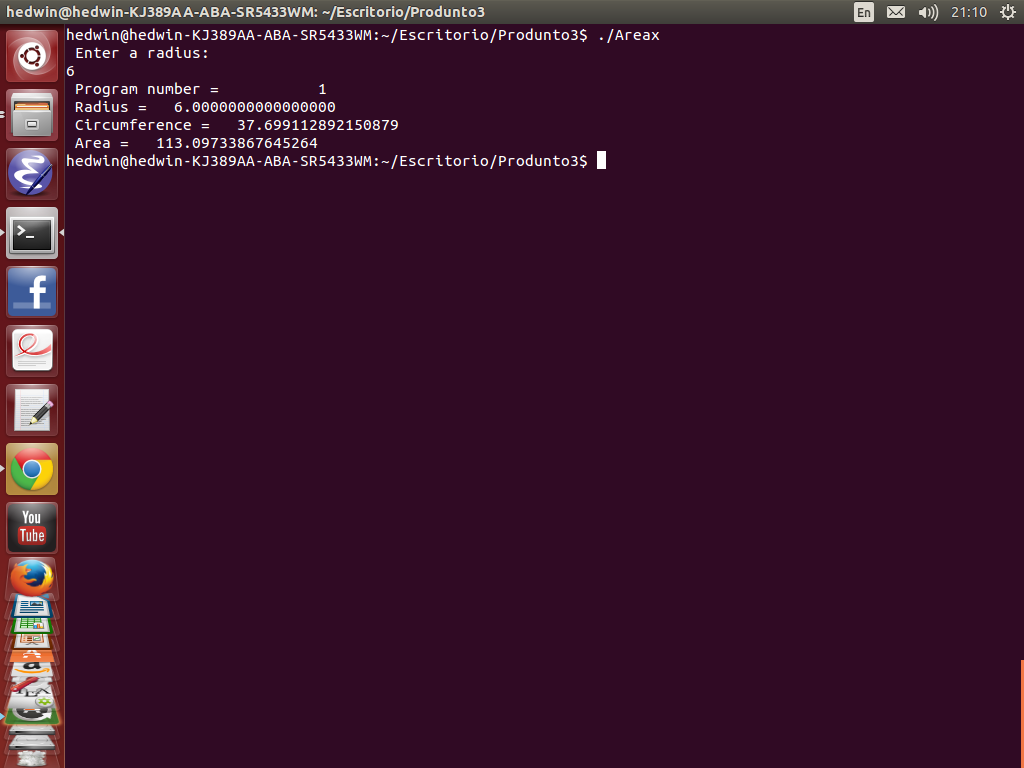 hedwin@hedwin-KJ389AA-ABA-SR5433WM: ~/Escritorio/Produnto3
En
21:10
hedwin@hedwin-KJ389AA-ABA-SR5433WM:~/Escritorio/Produnto3$ ./Areax
Enter a radius:
6
Program number =           1
Radius =   6.0000000000000000
Circumference =   37.699112892150879
Area =   113.09733867645264
hedwin@hedwin-KJ389AA-ABA-SR5433WM:~/Escritorio/Produnto3$
>_
f
You
Tube
a